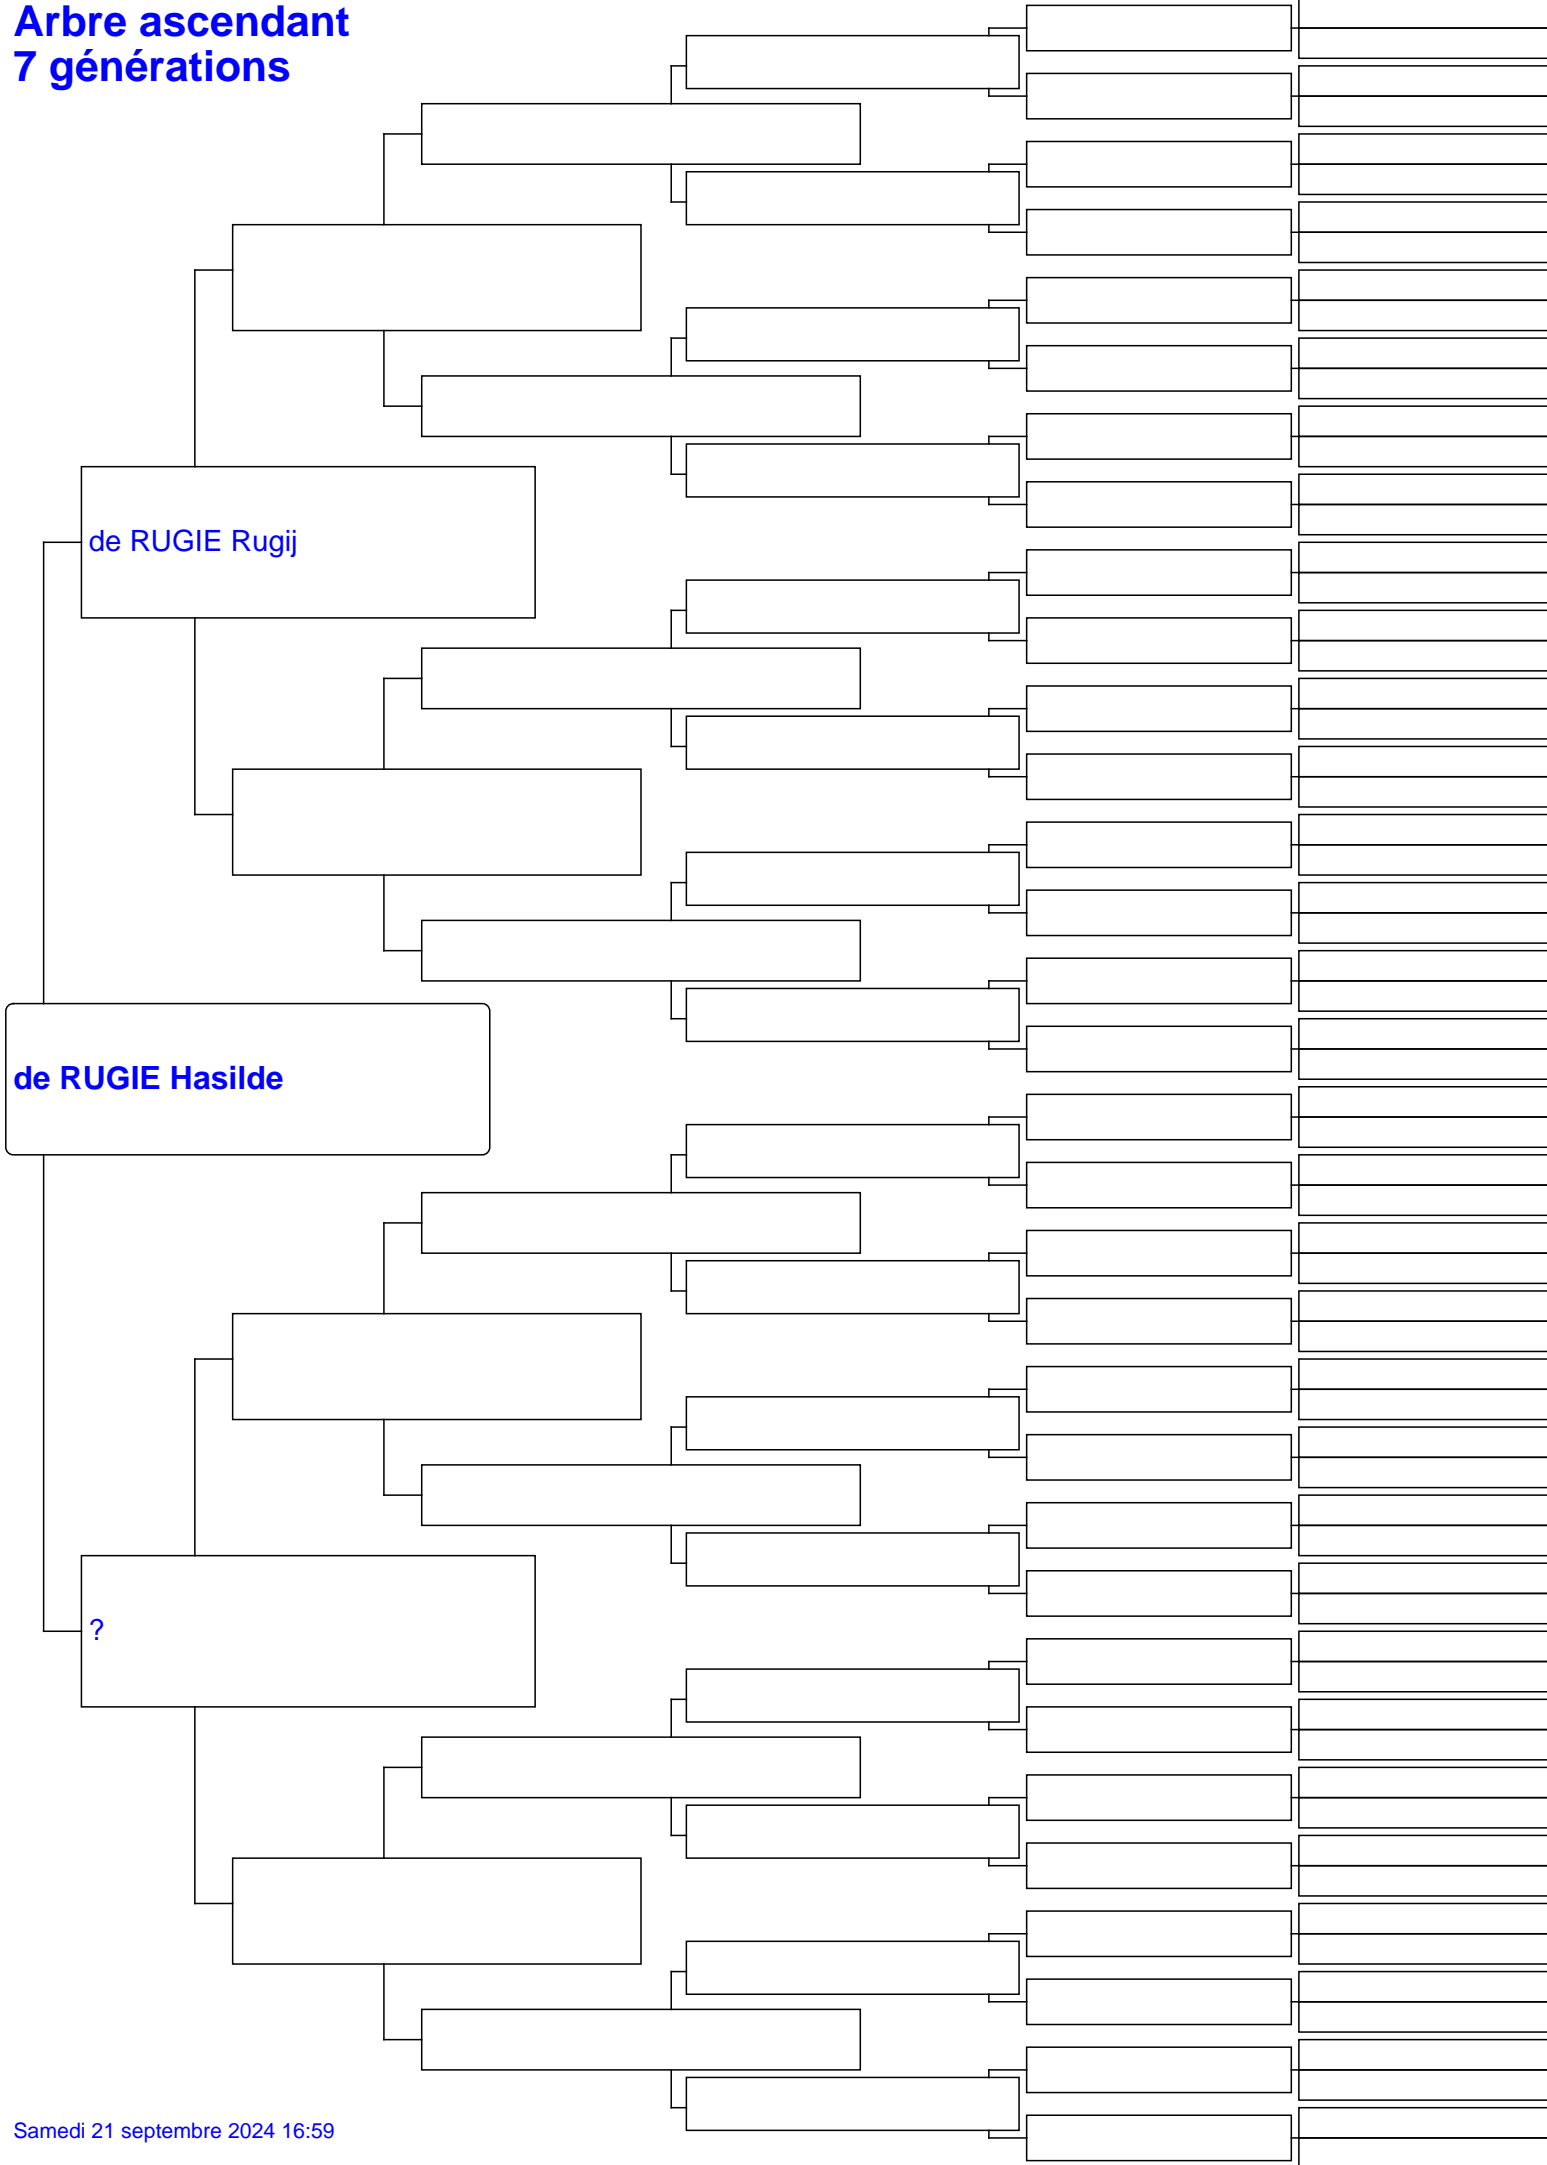 Arbre ascendant
7 générations
de RUGIE Rugij
de RUGIE Hasilde
?
Samedi 21 septembre 2024 16:59